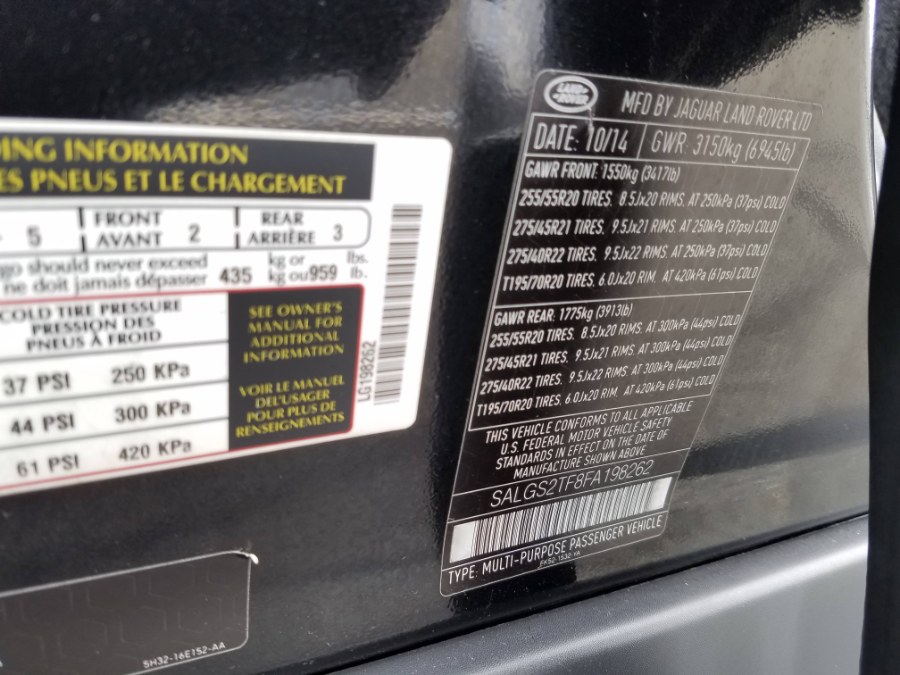 DING INFORMATION
ES PNEUS ET LE CHARGEMENT
5 FRONT AVANT 2 REAR ARRIÈRE 3
go should never exceed kg or lbs.
ne doit jamais dépasser 435 kg ou 959 lb.
COLD TIRE PRESSURE
PRESSION DES
PNEUS À FROID
37 PSI 250 KPa
44 PSI 300 KPa
61 PSI 420 KPa
SEE OWNER'S
MANUAL FOR
ADDITIONAL
INFORMATION
VOIR LE MANUEL
DEL'USAGER
POUR PLUS DE
RENSEIGNEMENTS
LG198262
5H32-16E152-AA
LAND-
-ROVER
MFD BY JAGUAR LAND ROVER LTD
DATE: 10/14 GWR: 3150kg (6945lb)
GAWR FRONT: 1550kg (3417lb)
255/55R20 TIRES, 8.5Jx20 RIMS, AT 250kPa (37psi) COLD
275/45R21 TIRES, 9.5Jx21 RIMS, AT 250kPa (37psi) COLD
275/40R22 TIRES, 9.5Jx22 RIMS, AT 250kPa (37psi) COLD
T195/70R20 TIRES, 6.0Jx20 RIM, AT 420kPa (61psi) COLD
GAWR REAR: 1775kg (3913lb)
255/55R20 TIRES, 8.5Jx20 RIMS, AT 300kPa (44psi) COLD
275/45R21 TIRES, 9.5Jx21 RIMS, AT 300kPa (44psi) COLD
275/40R22 TIRES, 9.5Jx22 RIMS, AT 300kPa (44psi) COLD
T195/70R20 TIRES, 6.0Jx20 RIM, AT 420kPa (61psi) COLD
THIS VEHICLE CONFORMS TO ALL APPLICABLE
U.S. FEDERAL MOTOR VEHICLE SAFETY
STANDARDS IN EFFECT ON THE DATE OF
MANUFACTURE SHOWN ABOVE
SALGS2TF8FA198262
TYPE: MULTI-PURPOSE PASSENGER VEHICLE